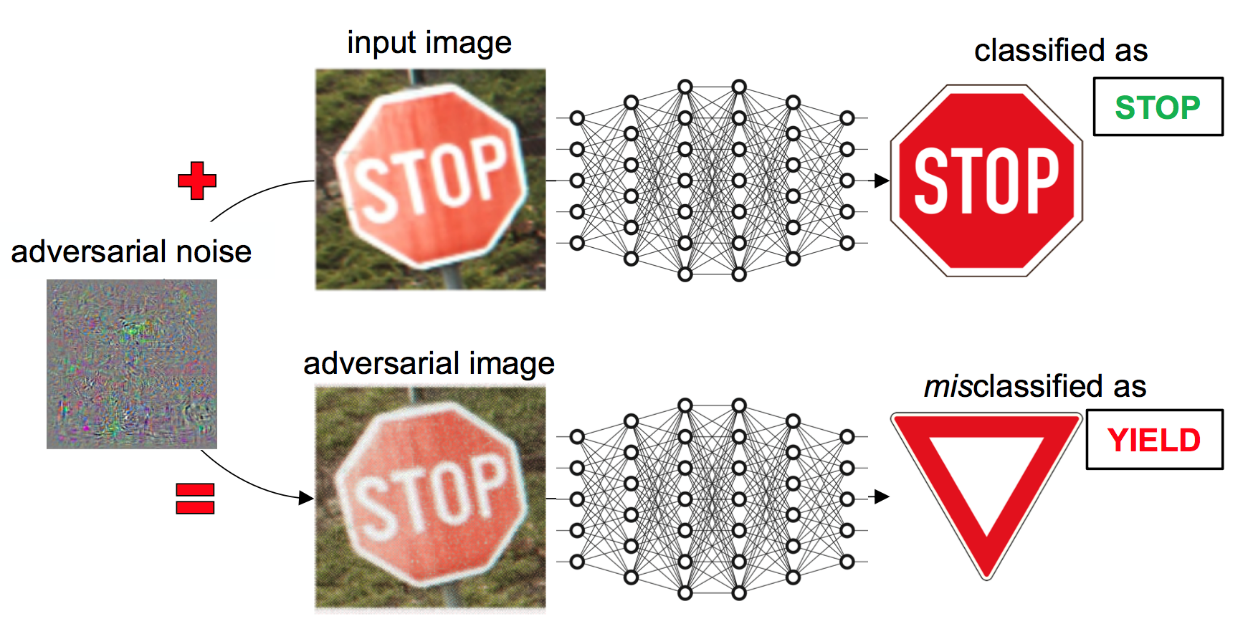 input image
classified as
STOP
STOP
STOP
adversarial noise
adversarial image
misclassified as
STOP
YIELD